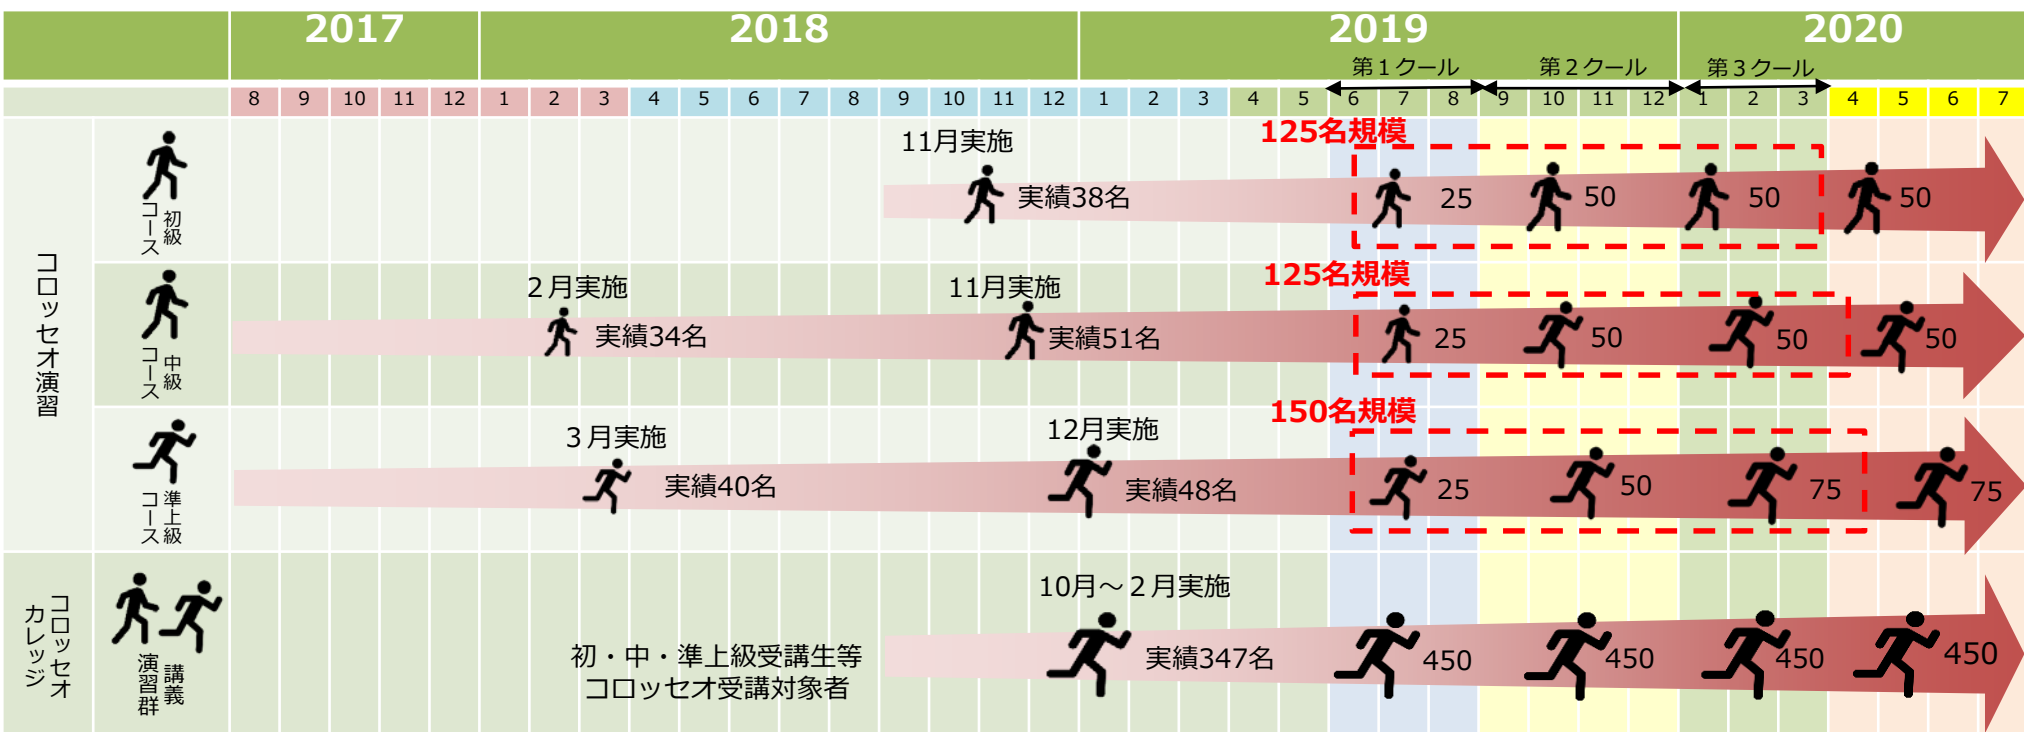 2017 2018 2019 2020
第１クール 第２クール 第３クール
8 9 10 11 12 1 2 3 4 5 6 7 8 9 10 11 12 1 2 3 4 5 6 7 8 9 10 11 12 1 2 3 4 5 6 7
コロッセオ演習
初級
コース
11月実施
実績38名
125名規模
25 50 50 50
中級
コース
２月実施
実績34名
11月実施
実績51名
125名規模
25 50 50 50
準上級
コース
３月実施
実績40名
12月実施
実績48名
150名規模
25 50 75 75
コロッセオ
カレッジ
講義
演習群
初・中・準上級受講生等
コロッセオ受講対象者
10月～２月実施
実績347名
450 450 450 450